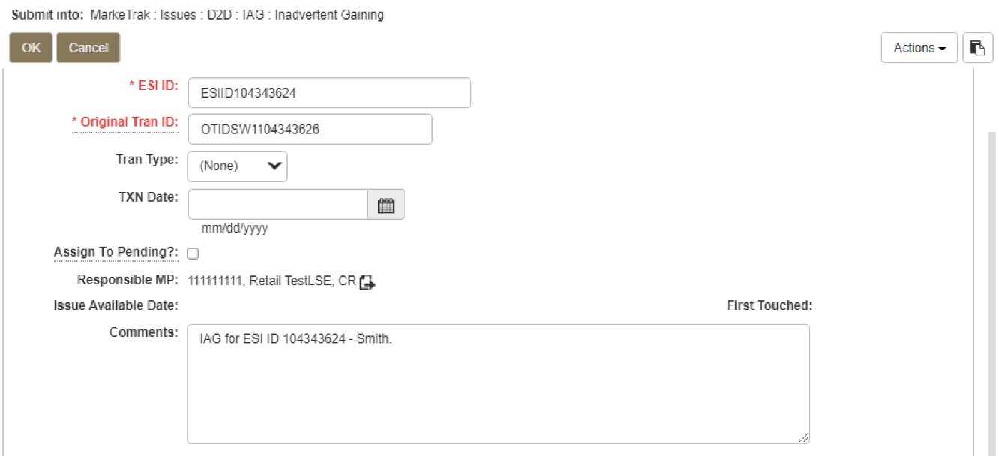 Submit into: MarkeTrak : Issues : D2D : IAG : Inadvertent Gaining
OK Cancel Actions
* ESI ID: ESIID104343624
* Original Tran ID: OTIDSW1104343626
Tran Type: (None)
TXN Date:
mm/dd/yyyy
Assign To Pending?:
Responsible MP: 111111111, Retail TestLSE, CR
Issue Available Date: First Touched:
Comments: IAG for ESI ID 104343624 - Smith.